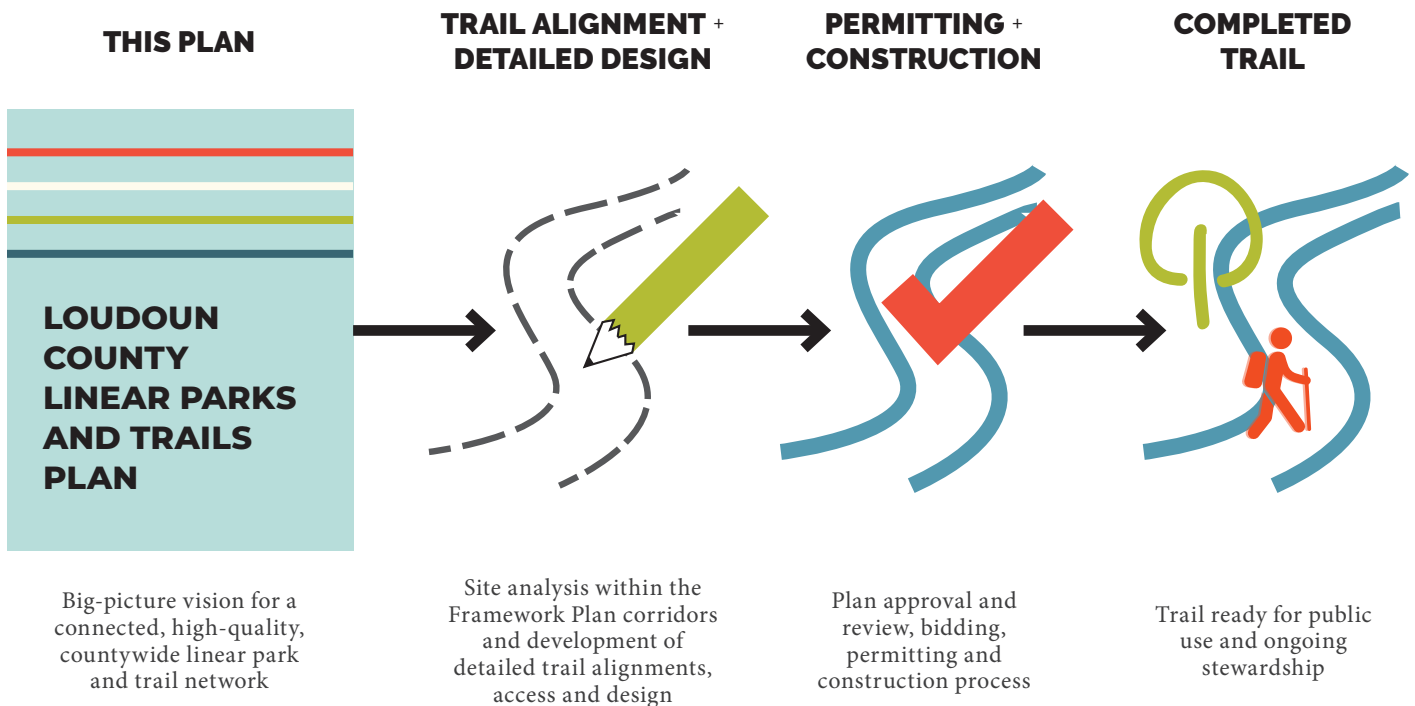 THIS PLAN
TRAIL ALIGNMENT +
DETAILED DESIGN
PERMITTING +
CONSTRUCTION
COMPLETED
TRAIL
LOUDOUN
COUNTY
LINEAR PARKS
AND TRAILS
PLAN
Big-picture vision for a
connected, high-quality,
countywide linear park
and trail network
Site analysis within the
Framework Plan corridors
and development of
detailed trail alignments,
access and design
Plan approval and
review, bidding,
permitting and
construction process
Trail ready for public
use and ongoing
stewardship